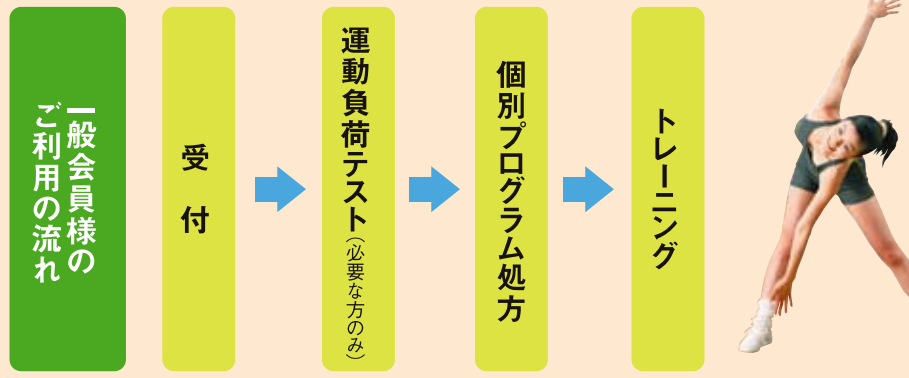 一般会員様の
ご利用の流れ
受付
運動負荷テスト(必要な方のみ)
個別プログラム処方
トレーニング